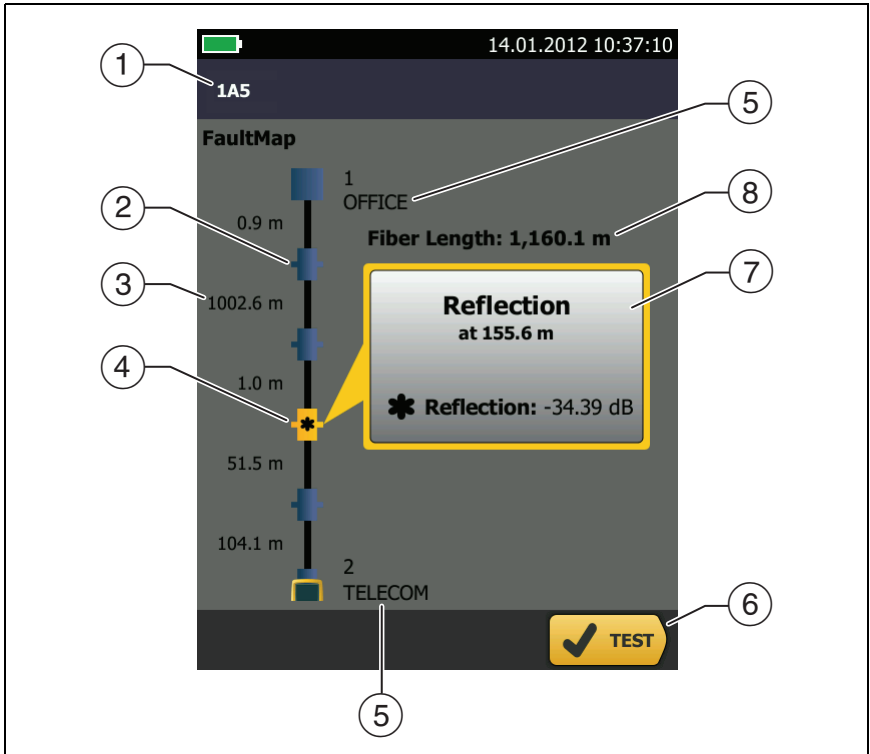 14.01.2012 10:37:10
1
1A5
5
FaultMap
1
OFFICE
8
0.9 m
2
Fiber Length: 1,160.1 m
7
3
1002.6 m
Reflection
at 155.6 m
4
1.0 m
✱ Reflection: -34.39 dB
✱
51.5 m
104.1 m
2
TELECOM
6
TEST
5